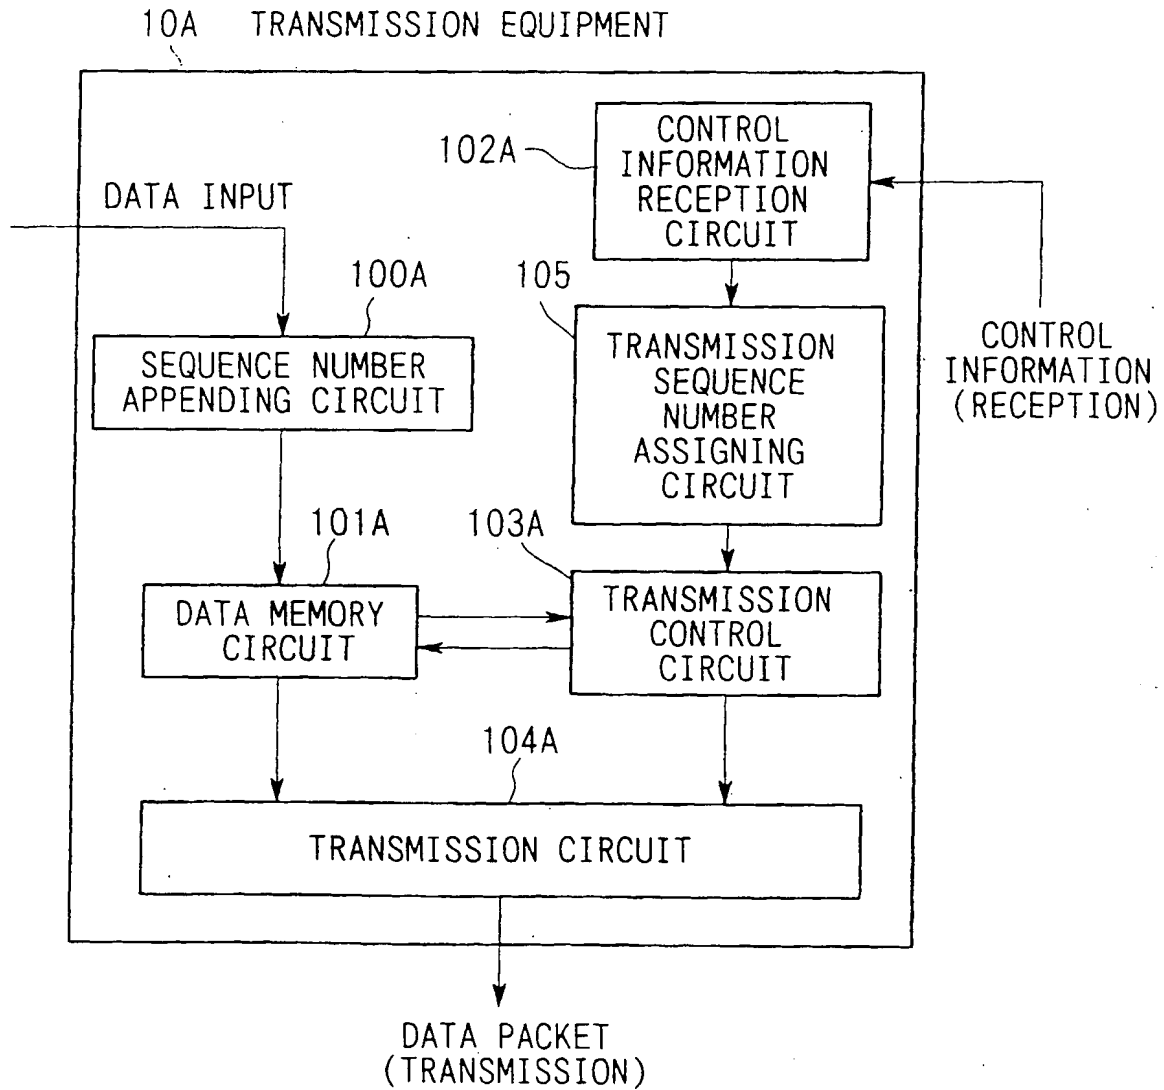 10A TRANSMISSION EQUIPMENT
102A
CONTROL
INFORMATION
RECEPTION
CIRCUIT
DATA INPUT
100A
105
SEQUENCE NUMBER
APPENDING CIRCUIT
TRANSMISSION
SEQUENCE
NUMBER
ASSIGNING
CIRCUIT
CONTROL
INFORMATION
(RECEPTION)
101A
103A
DATA MEMORY
CIRCUIT
TRANSMISSION
CONTROL
CIRCUIT
104A
TRANSMISSION CIRCUIT
DATA PACKET
(TRANSMISSION)